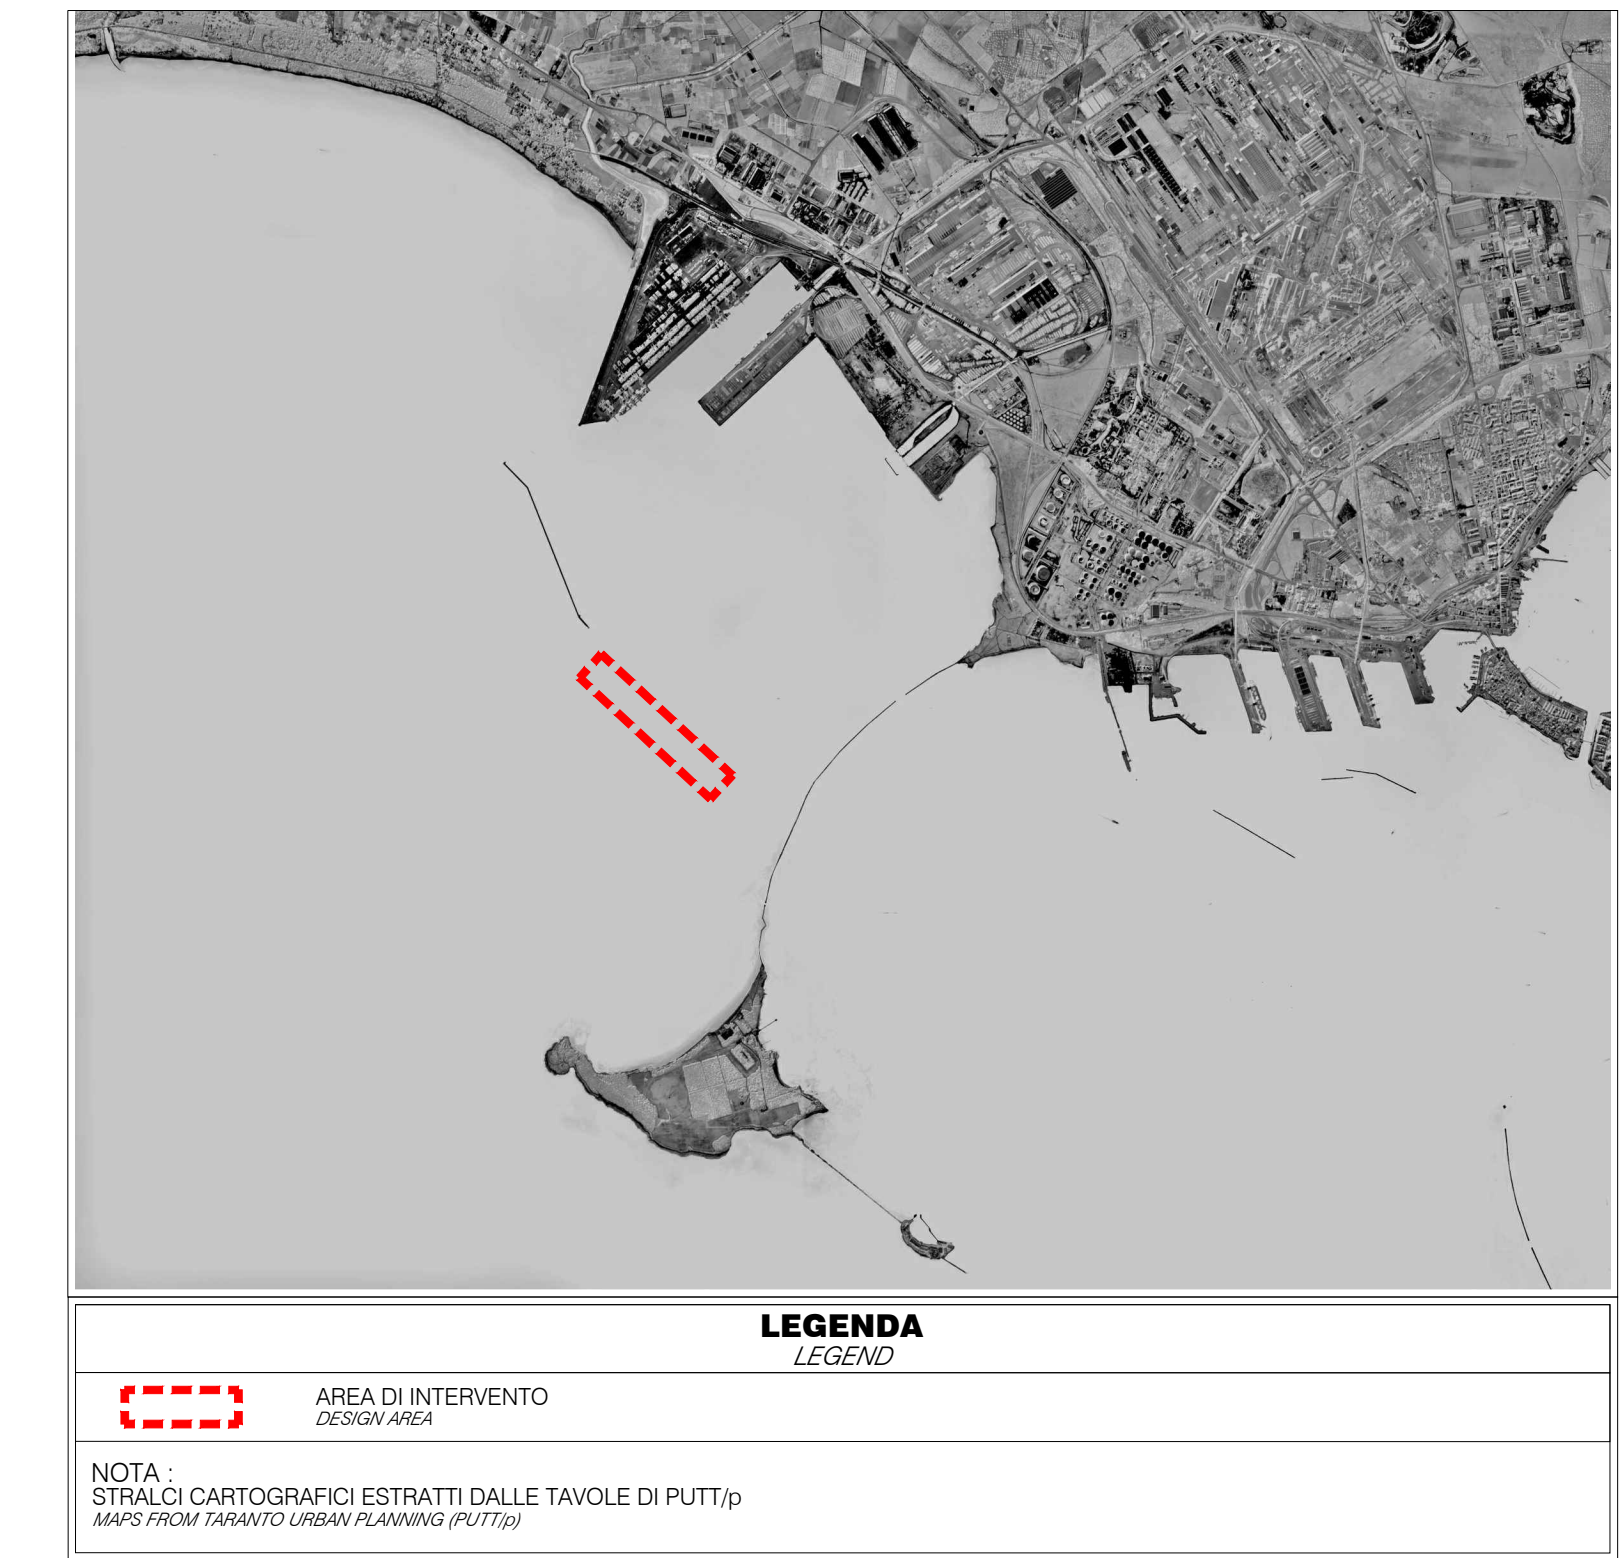 LEGENDA
LEGEND
AREA DI INTERVENTO
DESIGN AREA
NOTA :
STRALCI CARTOGRAFICI ESTRATTI DALLE TAVOLE DI PUTT/p
MAPS FROM TARANTO URBAN PLANNING (PUTT/p)